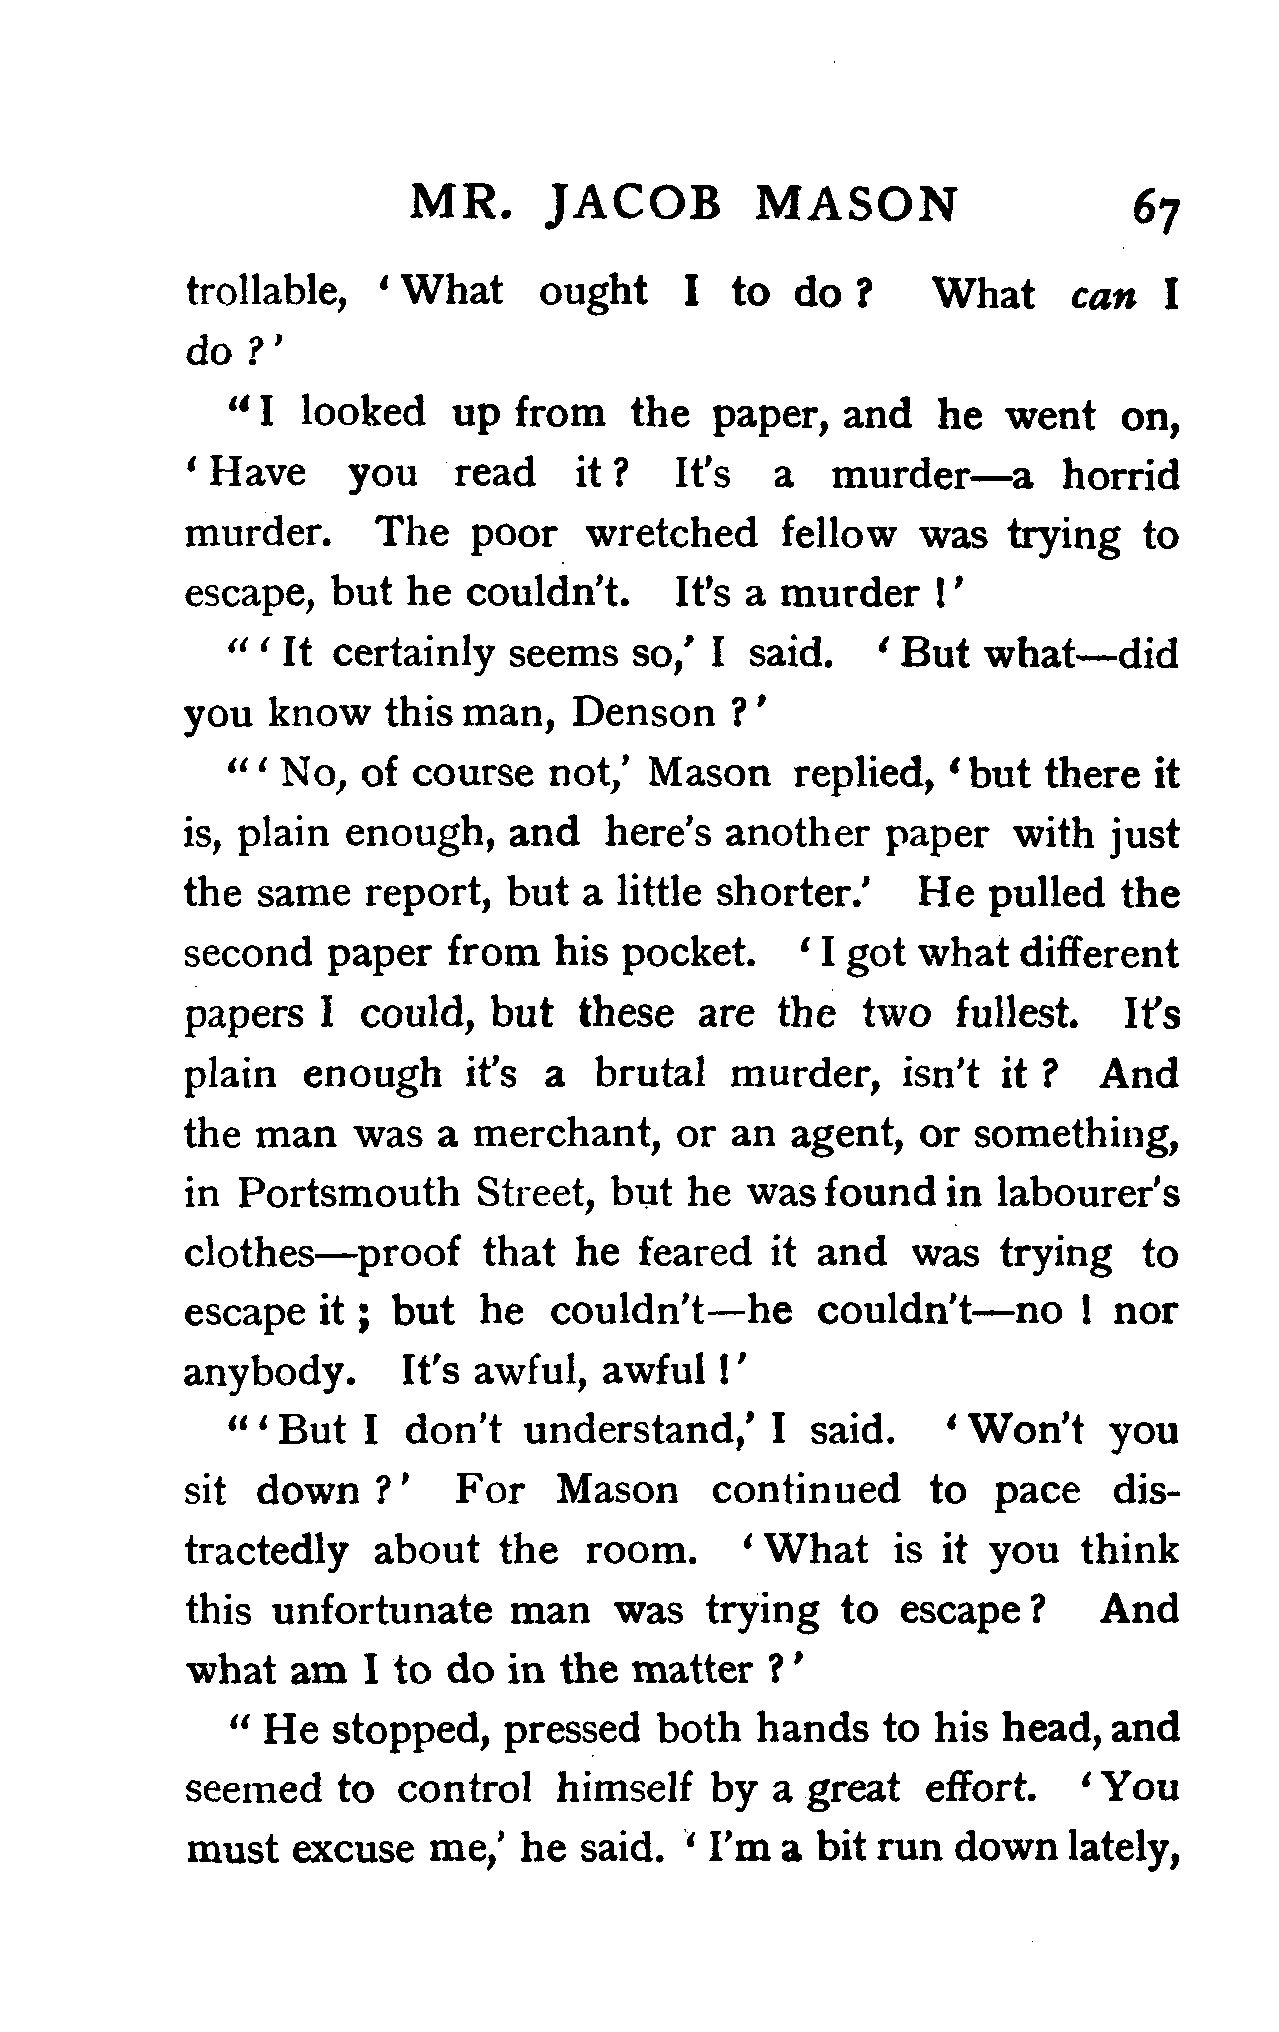 MR. JACOB MASON 67
trollable, ‘What ought I to do? What can I
do?’
“I looked up from the paper, and he went on,
‘Have you read it? It's a murder—a horrid
murder. The poor wretched fellow was trying to
escape, but he couldn't. It's a murder!’
“‘It certainly seems so,’ I said. ‘But what—did
you know this man, Denson?’
“‘No, of course not,’ Mason replied, ‘but there it
is, plain enough, and here's another paper with just
the same report, but a little shorter.’ He pulled the
second paper from his pocket. ‘I got what different
papers I could, but these are the two fullest. It's
plain enough it's a brutal murder, isn't it? And
the man was a merchant, or an agent, or something,
in Portsmouth Street, but he was found in labourer's
clothes—proof that he feared it and was trying to
escape it; but he couldn't—he couldn't—no! nor
anybody. It's awful, awful!’
“‘But I don't understand,’ I said. ‘Won't you
sit down?’ For Mason continued to pace dis-
tractedly about the room. ‘What is it you think
this unfortunate man was trying to escape? And
what am I to do in the matter?’
“He stopped, pressed both hands to his head, and
seemed to control himself by a great effort. ‘You
must excuse me,’ he said. ‘I'm a bit run down lately,